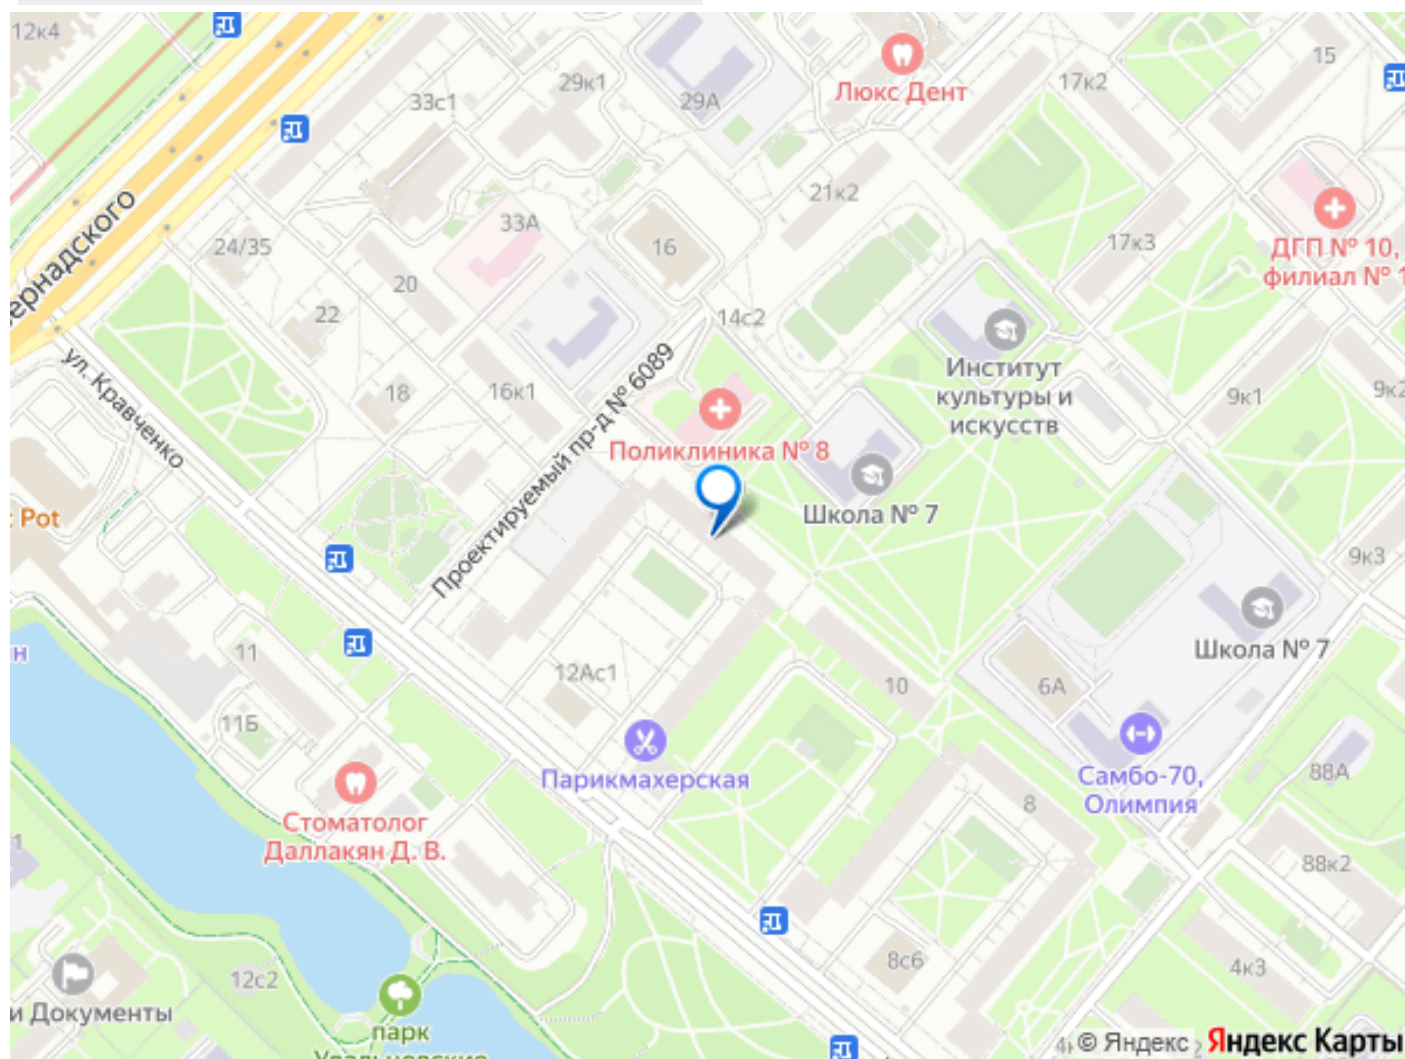 12к4
33с1
29к1
29А
Люкс Дент
17к2
15
21к2
ДГП № 10,
филиал № 1
17к3
33А
16
24/35
20
22
ернадского
14с2
Институт
культуры и
искусств
9к1
9к2
ул. Кравченко
18
16к1
Проектируемый пр-д № 6089
Поликлиника № 8
Школа № 7
Pot
9к3
Школа № 7
н
11
12Ас1
10
6А
11Б
Парикмахерская
Самбо-70,
Олимпия
88А
Стоматолог
Даллакян Д. В.
8
88к2
1
8с6
4к3
12с2
и Документы
парк
Удальцовские
© Яндекс
Яндекс Карты